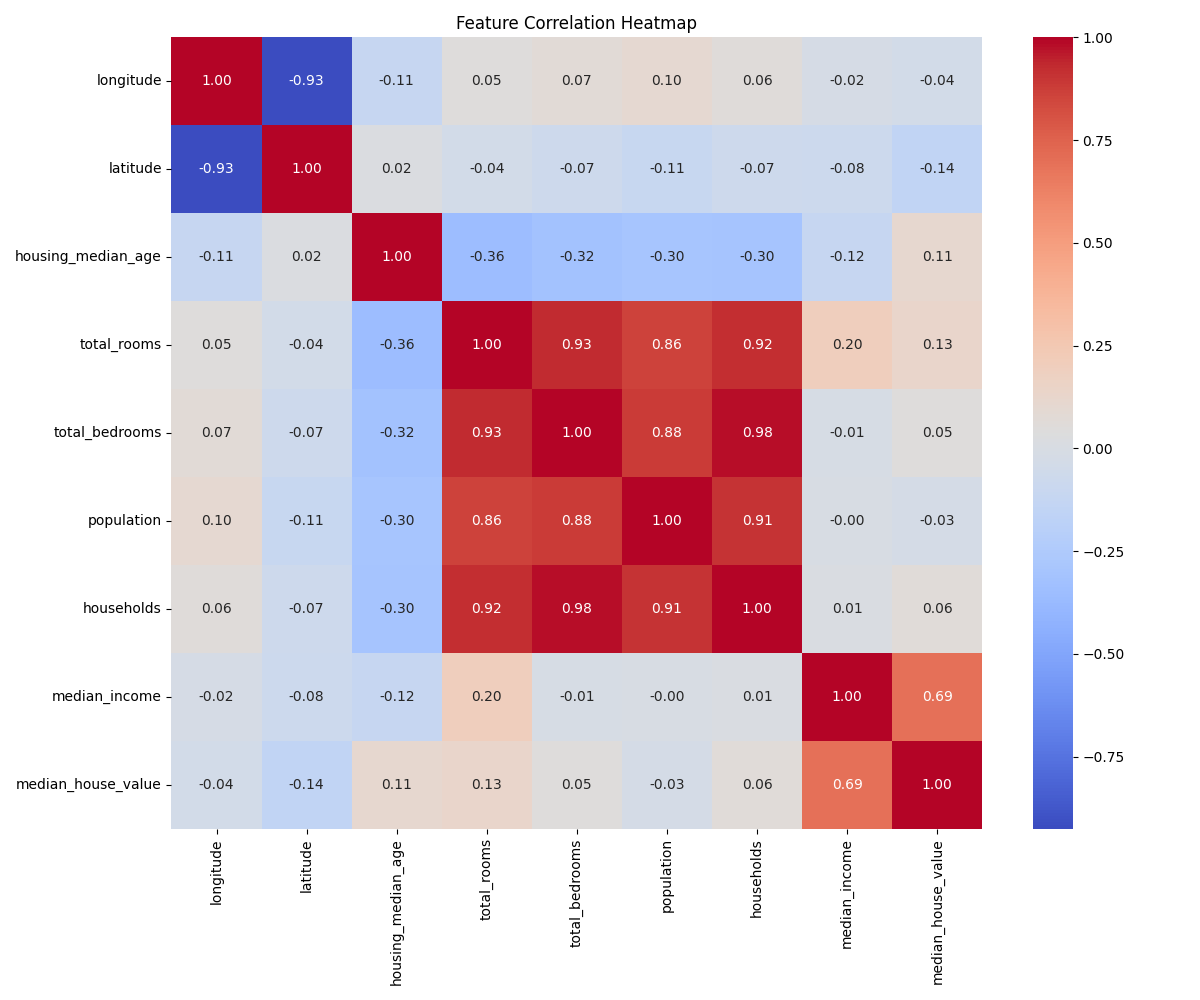 Feature Correlation Heatmap
longitude 1.00 -0.93 -0.11 0.05 0.07 0.10 0.06 -0.02 -0.04
latitude -0.93 1.00 0.02 -0.04 -0.07 -0.11 -0.07 -0.08 -0.14
housing_median_age -0.11 0.02 1.00 -0.36 -0.32 -0.30 -0.30 -0.12 0.11
total_rooms 0.05 -0.04 -0.36 1.00 0.93 0.86 0.92 0.20 0.13
total_bedrooms 0.07 -0.07 -0.32 0.93 1.00 0.88 0.98 -0.01 0.05
population 0.10 -0.11 -0.30 0.86 0.88 1.00 0.91 -0.00 -0.03
households 0.06 -0.07 -0.30 0.92 0.98 0.91 1.00 0.01 0.06
median_income -0.02 -0.08 -0.12 0.20 -0.01 -0.00 0.01 1.00 0.69
median_house_value -0.04 -0.14 0.11 0.13 0.05 -0.03 0.06 0.69 1.00
longitude
latitude
housing_median_age
total_rooms
total_bedrooms
population
households
median_income
median_house_value
1.00
0.75
0.50
0.25
0.00
−0.25
−0.50
−0.75